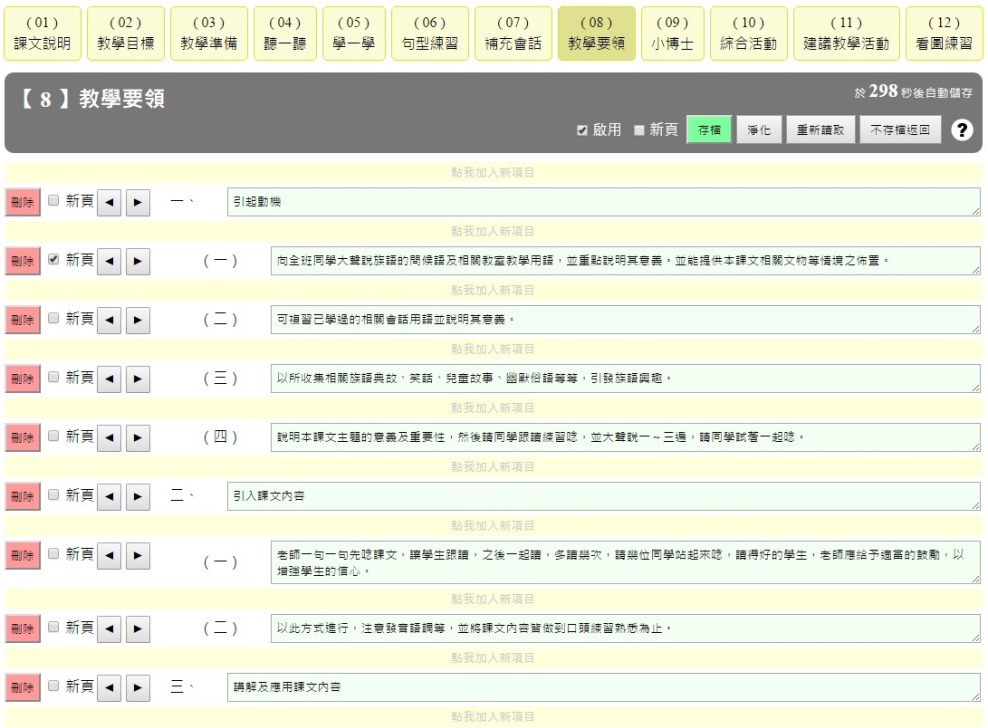 (01) (02) (03) (04) (05) (06) (07) (08) (09) (10) (11) (12)
課文說明 教學目標 教學準備 聽一聽 學一學 句型練習 補充會話 教學要領 小博士 綜合活動 建議教學活動 看圖練習
【8】教學要領 於298秒後自動儲存
啟用 新頁 存檔 淨化 重新讀取 不存檔返回 ?
點我加入新項目
刪除 新頁 ◄ ► 一、 引起動機
點我加入新項目
刪除 新頁 ◄ ► (一) 向全班同學大聲說族語的問候語及相關教室教學用語,並重點說明其意義。並能提供本課文相關文物等情境之佈置。
點我加入新項目
刪除 新頁 ◄ ► (二) 可複習已學過的相關會話用語並說明其意義。
點我加入新項目
刪除 新頁 ◄ ► (三) 以所收集相關族語典故、笑話、兒童故事、幽默俗語等等,引發族語興趣。
點我加入新項目
刪除 新頁 ◄ ► (四) 說明本課文主題的意義及重要性,然後請同學跟讀練習唸,並大聲說一~三遍,請同學試著一起唸。
點我加入新項目
刪除 新頁 ◄ ► 二、 引入課文內容
點我加入新項目
刪除 新頁 ◄ ► (一) 老師一句一句先唸課文,讓學生跟讀,之後一起讀,多讀幾次,請幾位同學站起來唸,讀得好的學生,老師應給予適當的鼓勵,以
增強學生的信心。
點我加入新項目
刪除 新頁 ◄ ► (二) 以此方式進行,注意發音語調等,並將課文內容皆做到口頭練習熟悉為止。
點我加入新項目
刪除 新頁 ◄ ► 三、 講解及應用課文內容
點我加入新項目